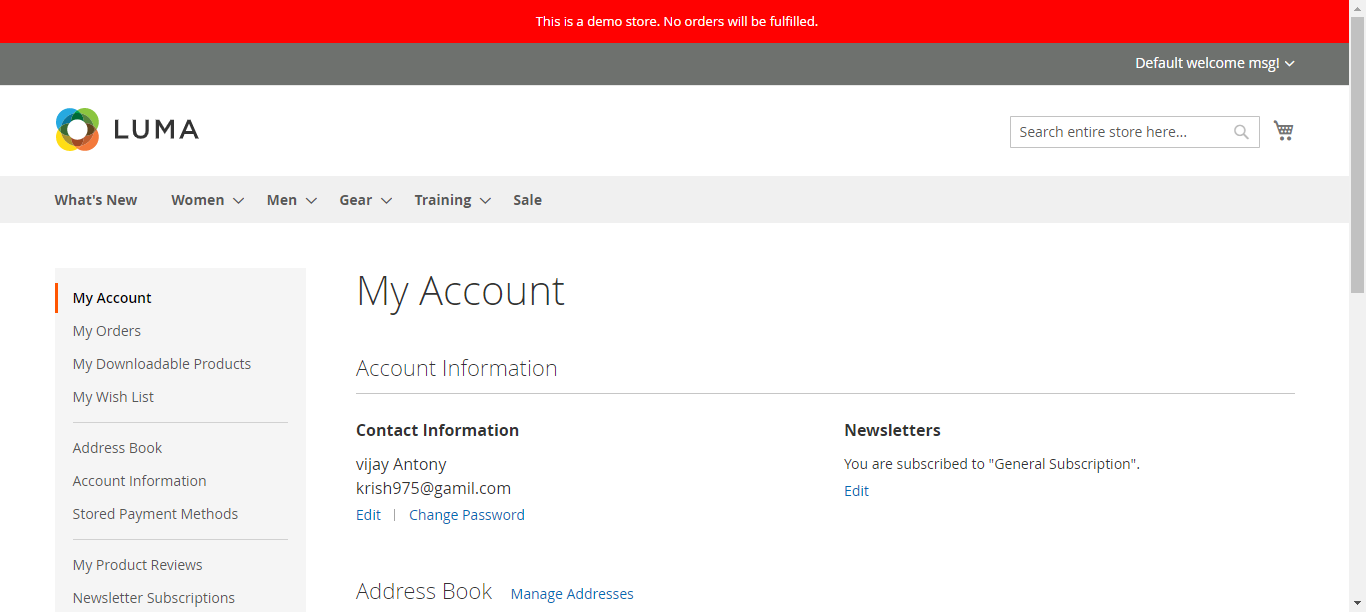 This is a demo store. No orders will be fulfilled.
Default welcome msg!
LUMA
Search entire store here...
What's New Women Men Gear Training Sale
My Account
My Orders
My Downloadable Products
My Wish List
Address Book
Account Information
Stored Payment Methods
My Product Reviews
Newsletter Subscriptions
My Account
Account Information
Contact Information
vijay Antony
krish975@gamil.com
Edit | Change Password
Newsletters
You are subscribed to "General Subscription".
Edit
Address Book Manage Addresses